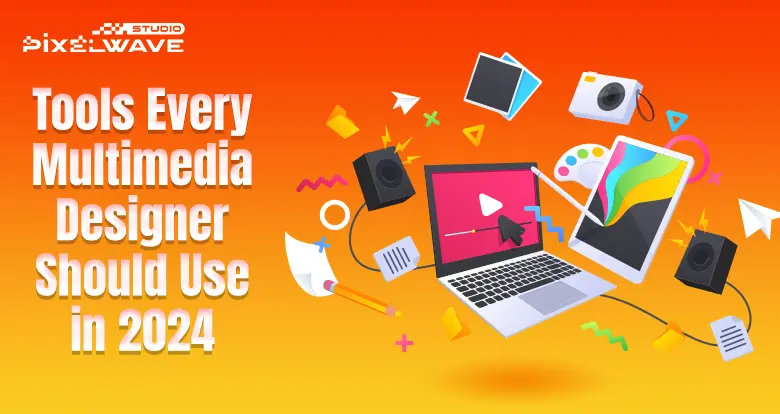 STUDIO
PIXELWAVE
Tools Every
Multimedia
Designer
Should Use
in 2024